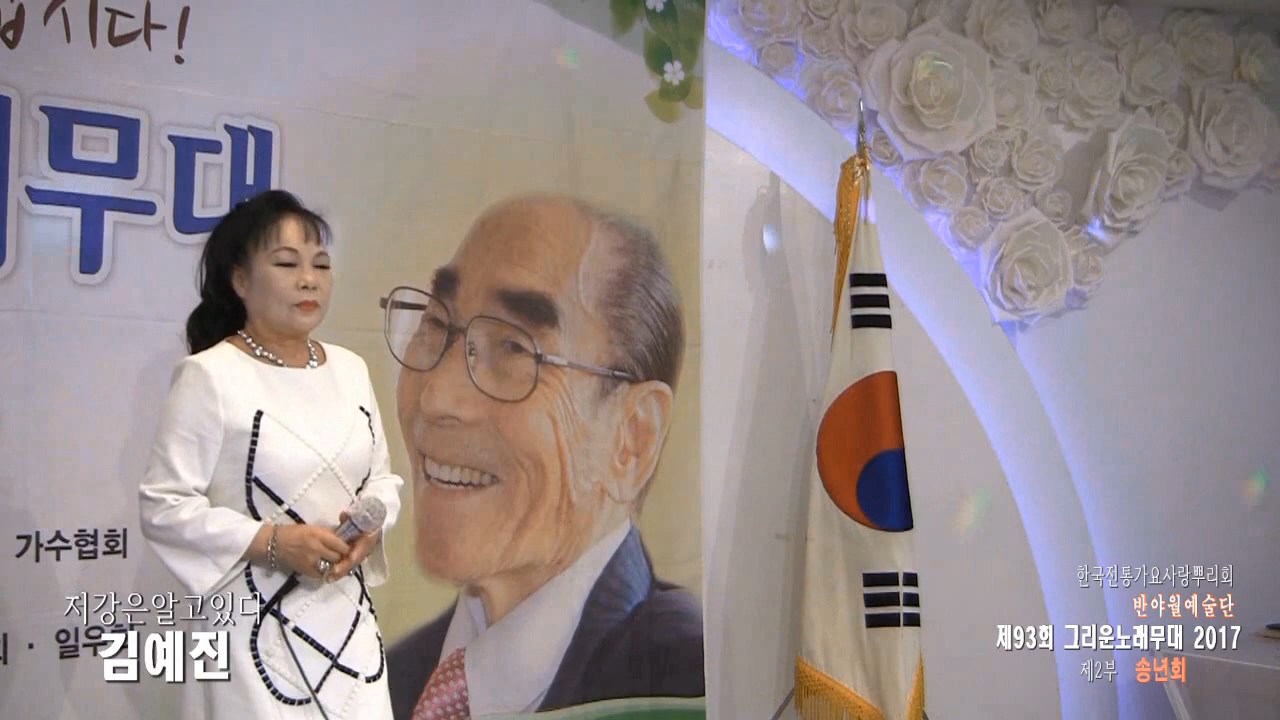 시다!
무대
가수협회
저강은알고있다
· 일우
김예진
한국전통가요사랑뿌리회
반야월예술단
제93회 그리운노래무대 2017
제2부 송년회